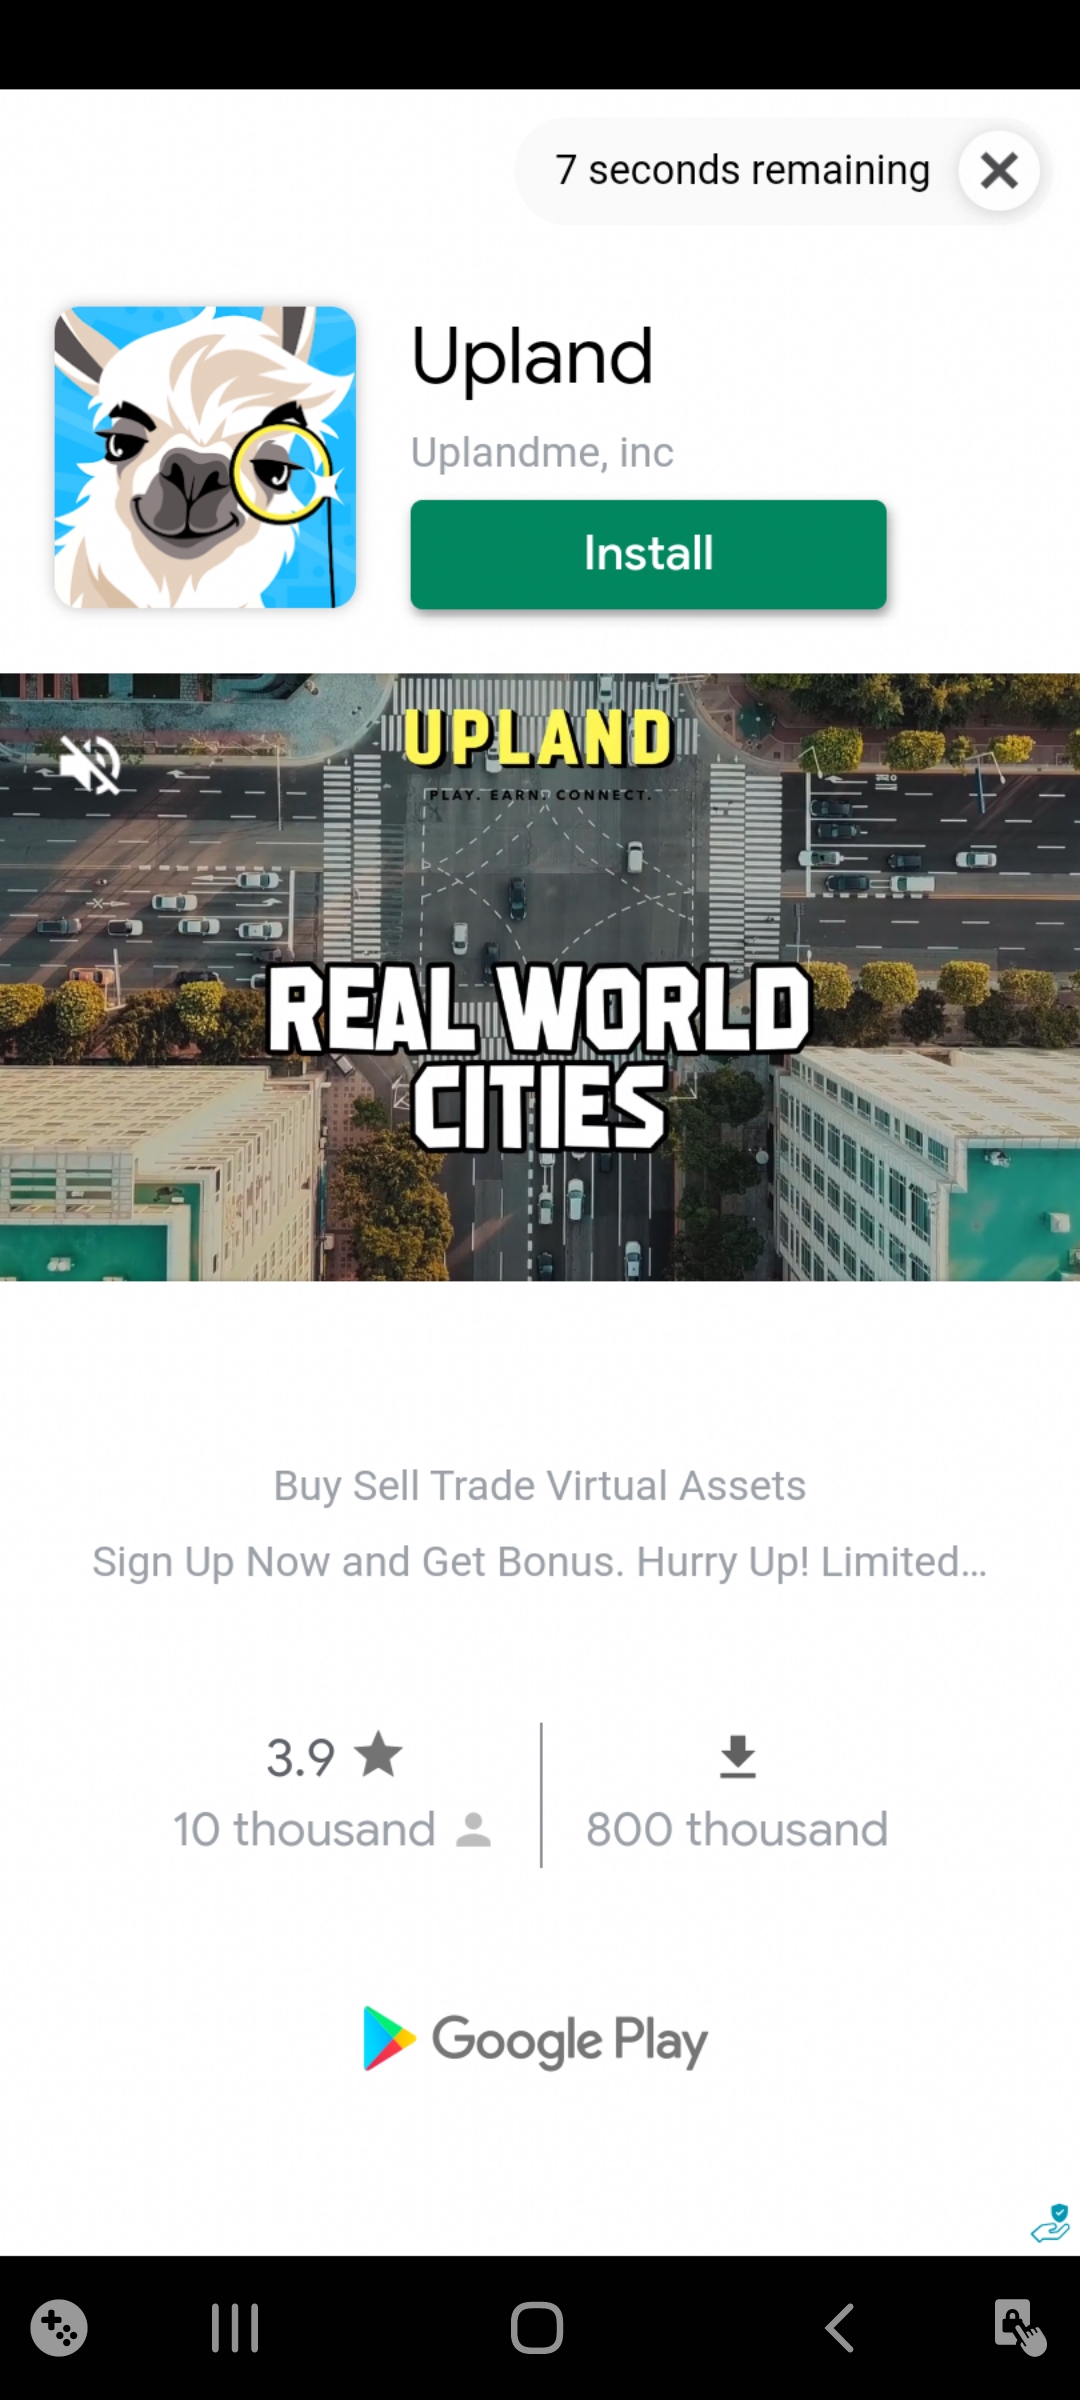 7 seconds remaining
Upland
Uplandme, inc
Install
UPLAND
PLAY. EARN. CONNECT.
REAL WORLD
CITIES
Buy Sell Trade Virtual Assets
Sign Up Now and Get Bonus. Hurry Up! Limited...
3.9
10 thousand
800 thousand
Google Play